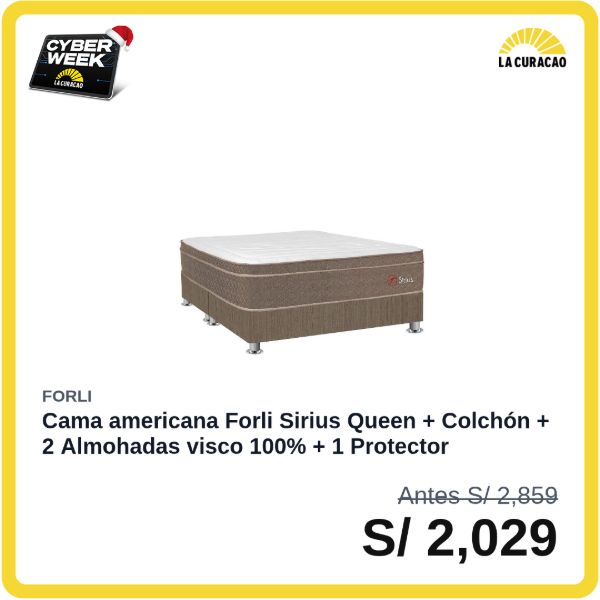 CYBER
WEEK
LA CURACAO
LA CURACAO
Sirius
FORLI
Cama americana Forli Sirius Queen + Colchón +
2 Almohadas visco 100% + 1 Protector
Antes S/ 2,859
S/ 2,029